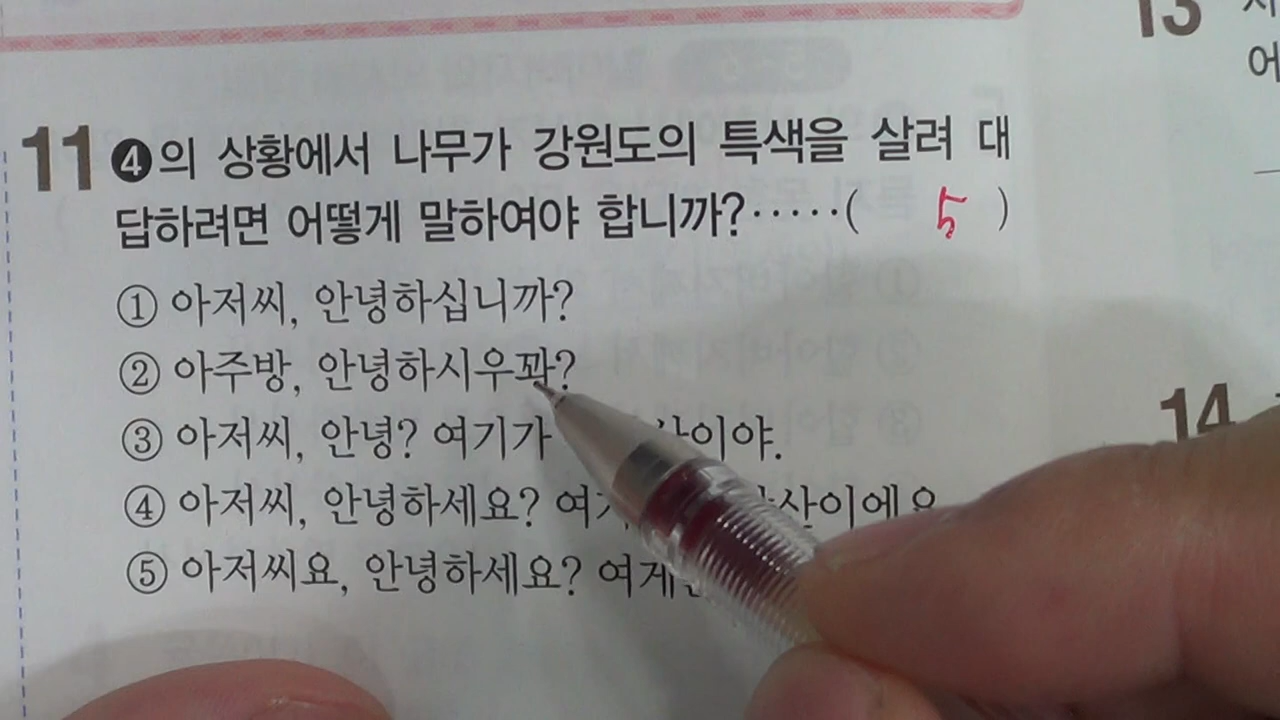 11 ❹의 상황에서 나무가 강원도의 특색을 살려 대
답하려면 어떻게 말하여야 합니까?·····( 5 )
① 아저씨, 안녕하십니까?
② 아주방, 안녕하시우꽈?
③ 아저씨, 안녕? 여기가
④ 아저씨, 안녕하세요?
⑤ 아저씨요, 안녕하세요?
13
14